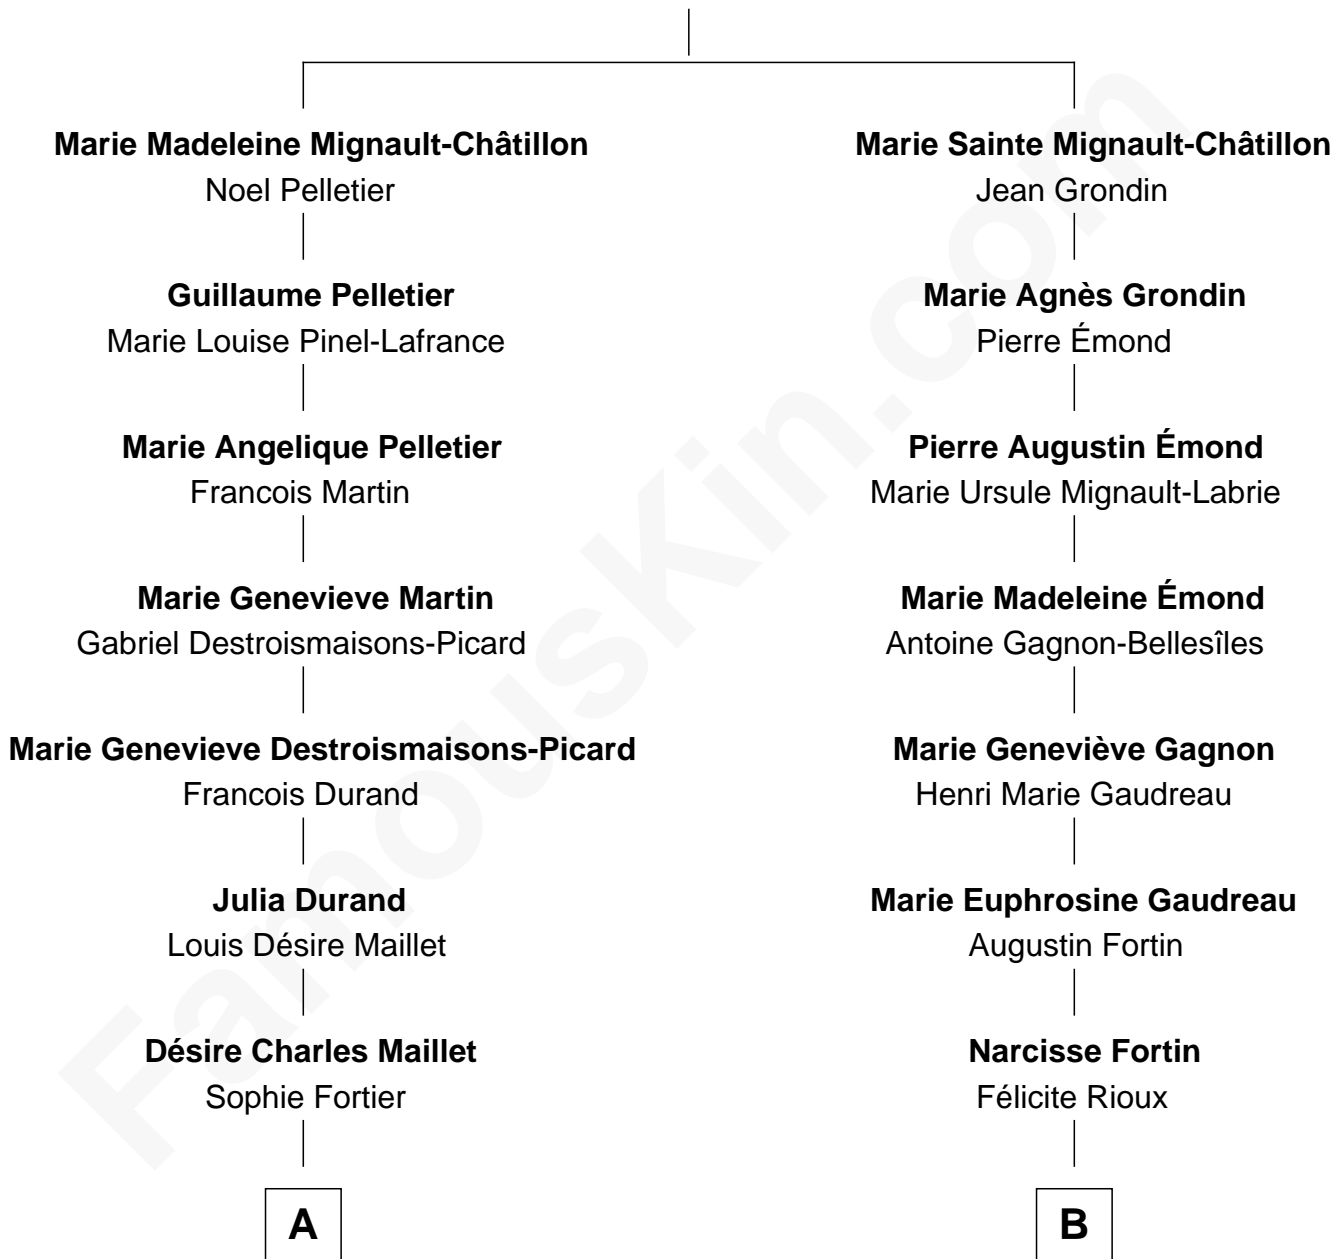 Marie Madeleine Mignault-Châtillon
Noel Pelletier
Guillaume Pelletier
Marie Louise Pinel-Lafrance
Marie Angelique Pelletier
Francois Martin
Marie Genevieve Martin
Gabriel Destroismaisons-Picard
Marie Genevieve Destroismaisons-Picard
Francois Durand
Julia Durand
Louis Désire Maillet
Désire Charles Maillet
Sophie Fortier
A
Marie Sainte Mignault-Châtillon
Jean Grondin
Marie Agnès Grondin
Pierre Émond
Pierre Augustin Émond
Marie Ursule Mignault-Labrie
Marie Madeleine Émond
Antoine Gagnon-Bellesîles
Marie Geneviève Gagnon
Henri Marie Gaudreau
Marie Euphrosine Gaudreau
Augustin Fortin
Narcisse Fortin
Félicite Rioux
B
FamousKin.com